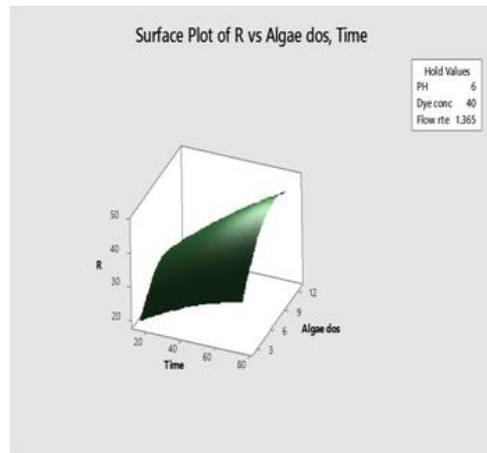 Surface Plot of R vs Algae dos, Time
Hold Values
PH 6
Dye conc 40
Flow rte 1.365
50
40
30
20
R
20
40
60
80
Time
3
6
9
12
Algae dos